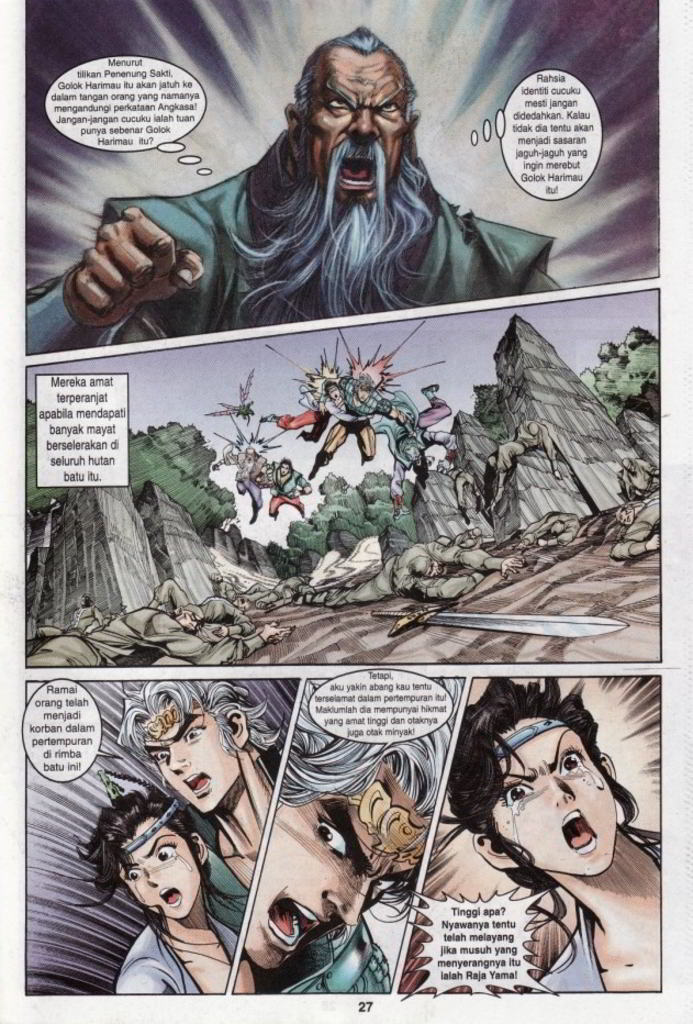 Menurut
tilikan Penenung Sakti,
Golok Harimau itu akan jatuh ke
dalam tangan orang yang namanya
mengandungi perkataan Angkasa!
Jangan-jangan cucuku ialah tuan
punya sebenar Golok
Harimau itu?
Rahsia
identiti cucuku
mesti jangan
didedahkan. Kalau
tidak dia tentu akan
menjadi sasaran
jaguh-jaguh yang
ingin merebut
Golok Harimau
itu!
Mereka amat
terperanjat
apabila mendapati
banyak mayat
berselerakan di
seluruh hutan
batu itu.
Ramai
orang telah
menjadi
korban dalam
pertempuran
di rimba
batu ini!
Tetapi,
aku yakin abang kau tentu
terselamat dalam pertempuran itu!
Maklumlah dia mempunyai hikmat
yang amat tinggi dan otaknya
juga otak minyak!
Tinggi apa?
Nyawanya tentu
telah melayang
jika musuh yang
menyerangnya itu
ialah Raja Yama!
27